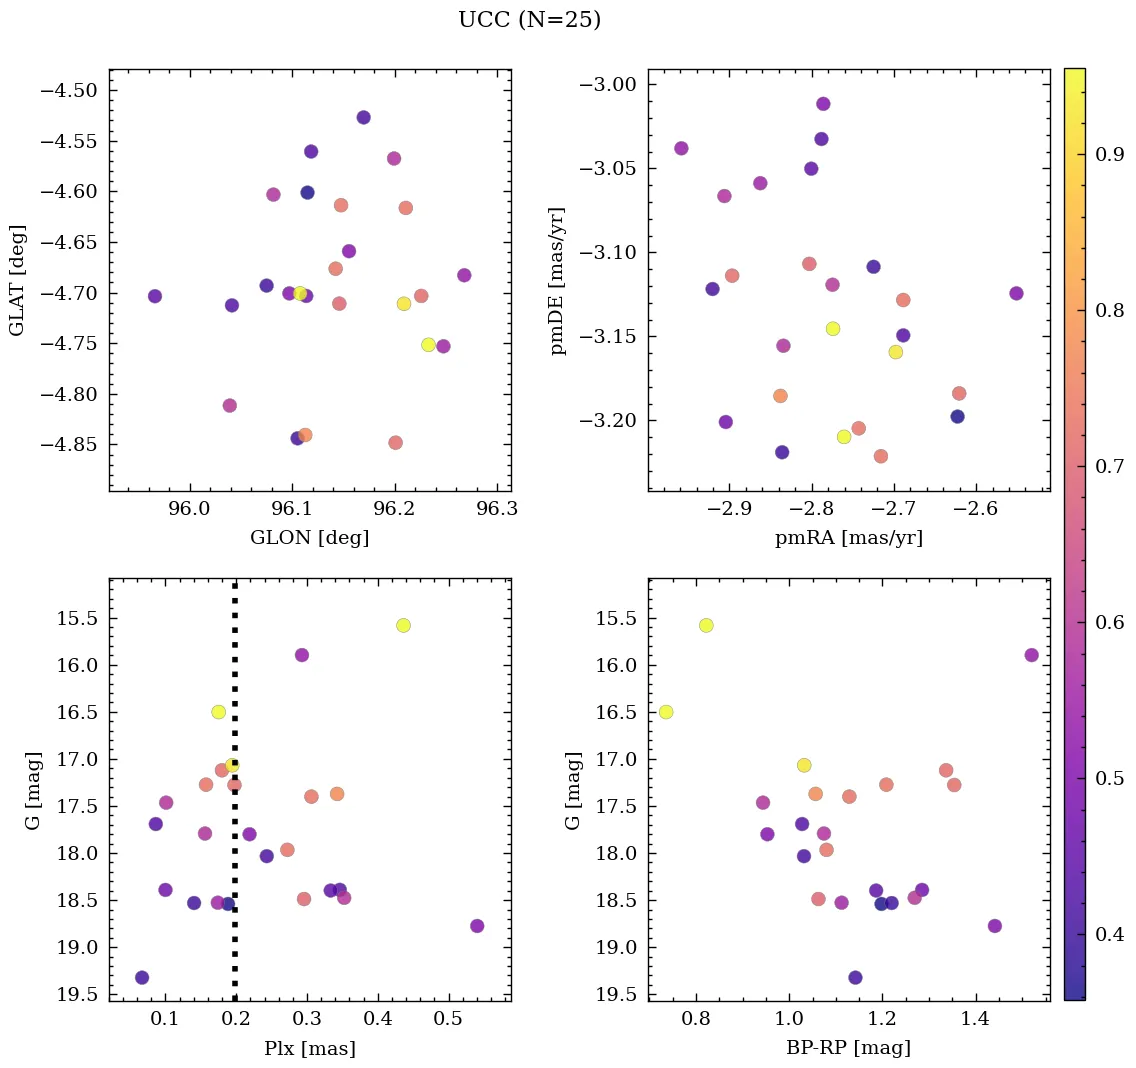 UCC (N=25)
−4.50
−4.55
−4.60
−4.65
−4.70
−4.75
−4.80
−4.85
GLAT [deg]
96.0 96.1 96.2 96.3
GLON [deg]
−3.00
−3.05
−3.10
−3.15
−3.20
pmDE [mas/yr]
−2.9 −2.8 −2.7 −2.6
pmRA [mas/yr]
0.9
0.8
0.7
0.6
0.5
0.4
15.5
16.0
16.5
17.0
17.5
18.0
18.5
19.0
19.5
G [mag]
0.1 0.2 0.3 0.4 0.5
Plx [mas]
15.5
16.0
16.5
17.0
17.5
18.0
18.5
19.0
19.5
G [mag]
0.8 1.0 1.2 1.4
BP-RP [mag]